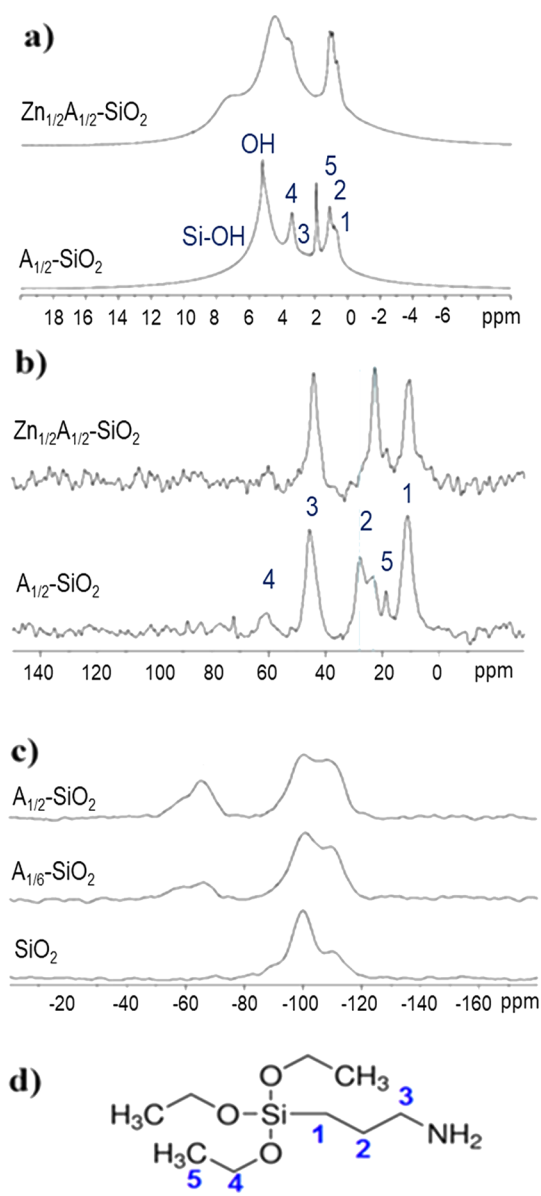 a)
Zn1/2A1/2-SiO2
OH
5
4
2
Si-OH
3
1
A1/2-SiO2
18 16 14 12 10 8 6 4 2 0 -2 -4 -6 ppm
b)
Zn1/2A1/2-SiO2
3
1
2
4
5
A1/2-SiO2
140 120 100 80 60 40 20 0 ppm
c)
A1/2-SiO2
A1/6-SiO2
SiO2
-20 -40 -60 -80 -100 -120 -140 -160 ppm
d)
O CH3
H3C O Si 3
1 2 NH2
H3C O
5 4